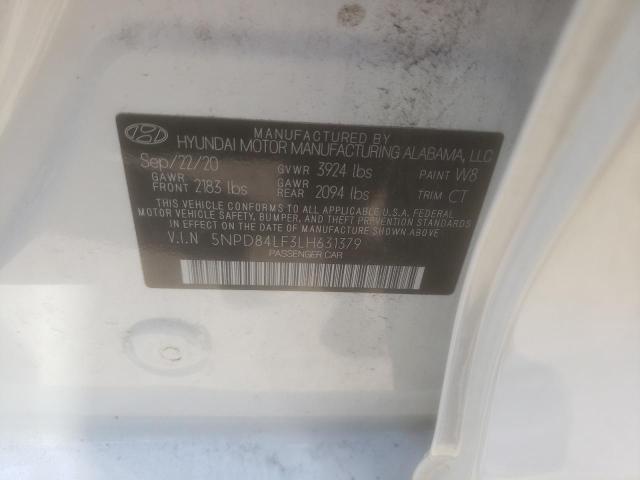 MANUFACTURED BY
HYUNDAI MOTOR MANUFACTURING ALABAMA, LLC
Sep/22/20 GVWR 3924 lbs PAINT W8
GAWR FRONT 2183 lbs GAWR REAR 2094 lbs TRIM CT
THIS VEHICLE CONFORMS TO ALL APPLICABLE U.S.A. FEDERAL
MOTOR VEHICLE SAFETY, BUMPER, AND THEFT PREVENTION STANDARDS
IN EFFECT ON THE DATE OF MANUFACTURE SHOWN ABOVE.
V.I.N 5NPD84LF3LH631379
PASSENGER CAR